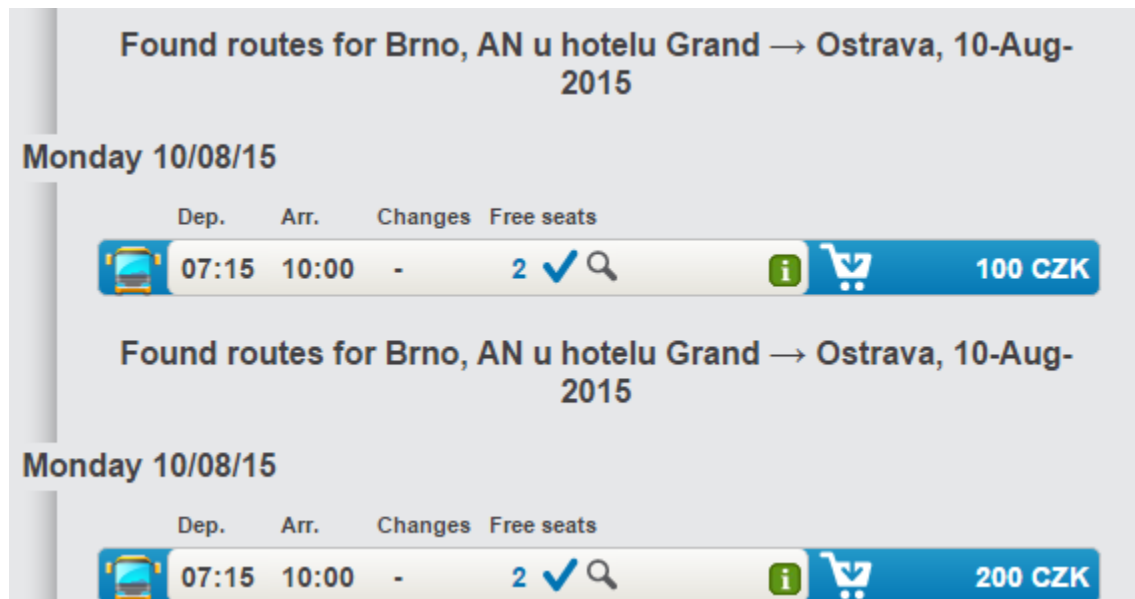 Found routes for Brno, AN u hotelu Grand → Ostrava, 10-Aug-
2015
Monday 10/08/15
Dep. Arr. Changes Free seats
07:15 10:00 - 2 i 100 CZK
Found routes for Brno, AN u hotelu Grand → Ostrava, 10-Aug-
2015
Monday 10/08/15
Dep. Arr. Changes Free seats
07:15 10:00 - 2 i 200 CZK